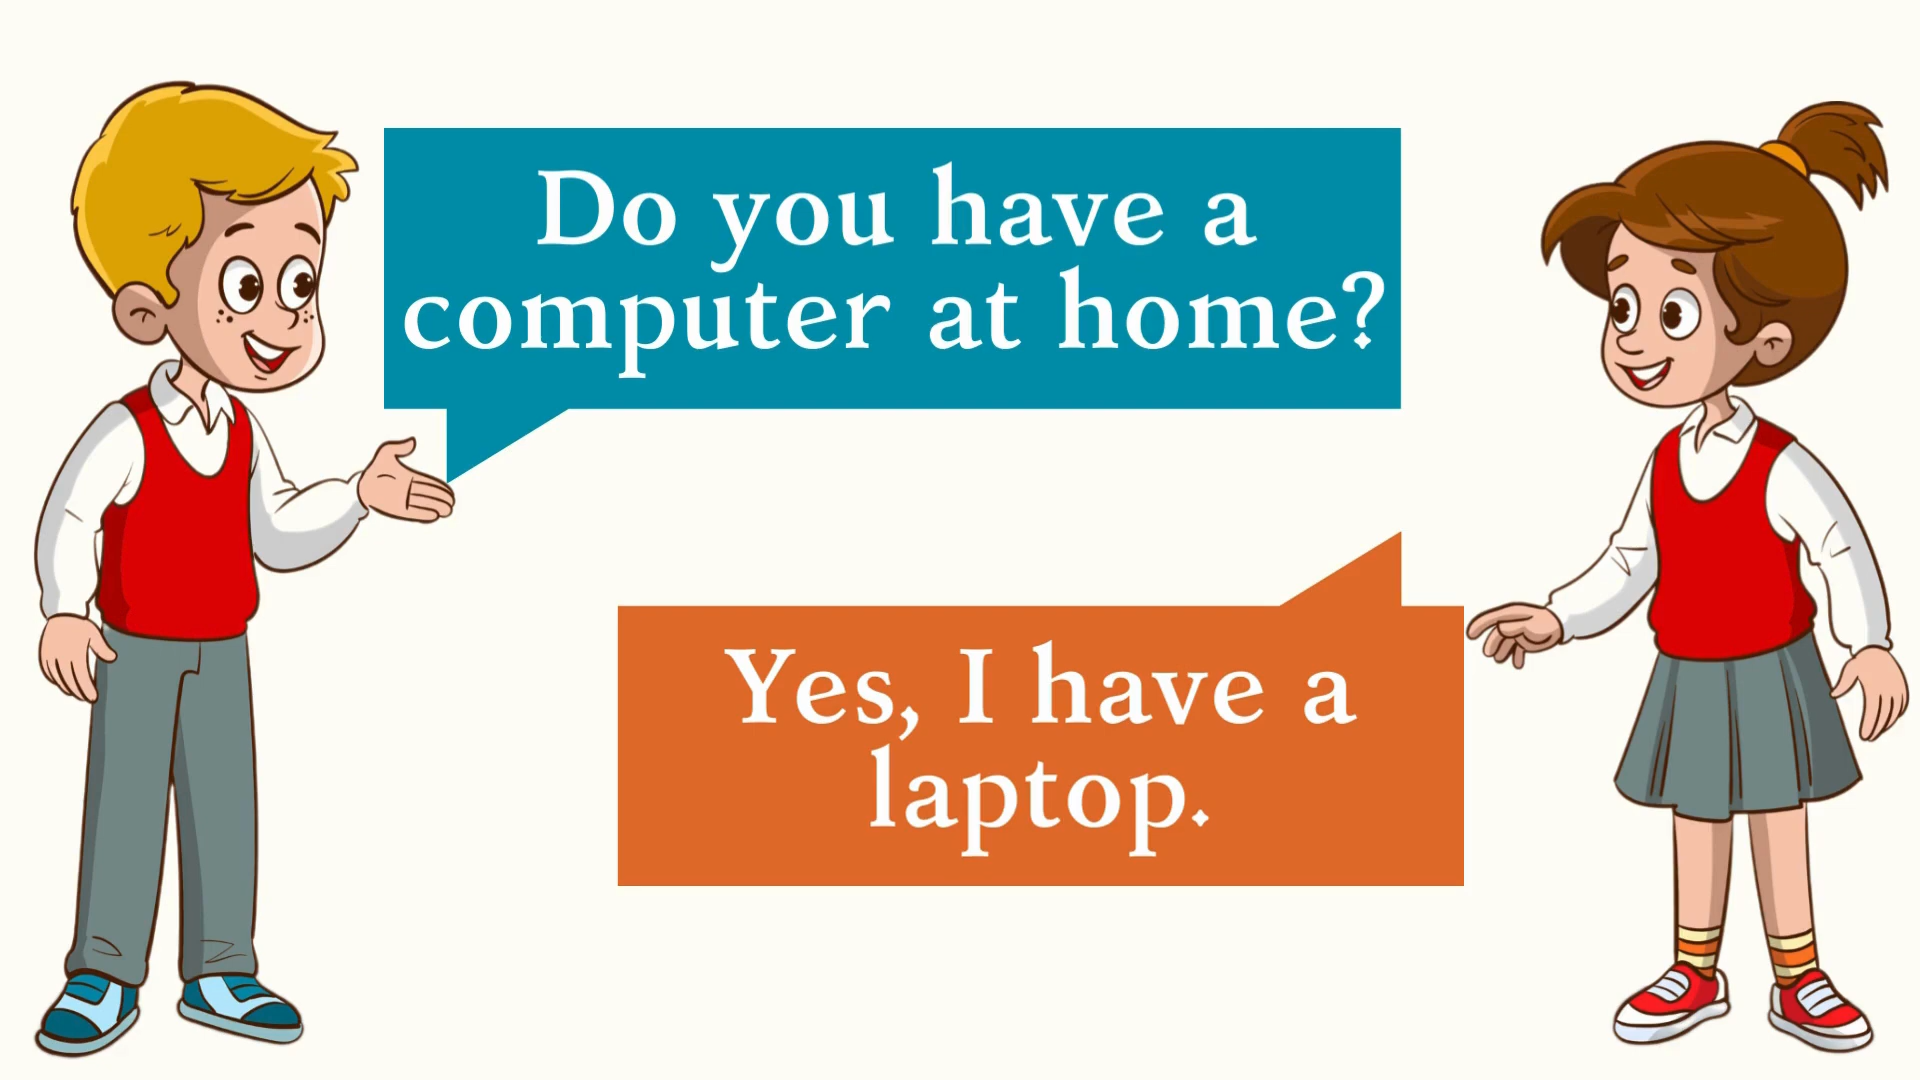 Do you have a
computer at home?
Yes, I have a
laptop.